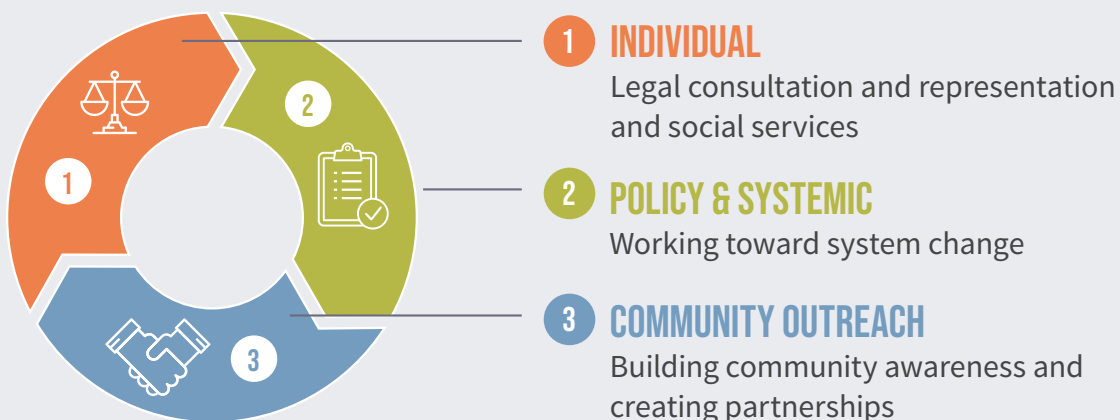 1
2
3
1 INDIVIDUAL
Legal consultation and representation
and social services
2 POLICY & SYSTEMIC
Working toward system change
3 COMMUNITY OUTREACH
Building community awareness and
creating partnerships